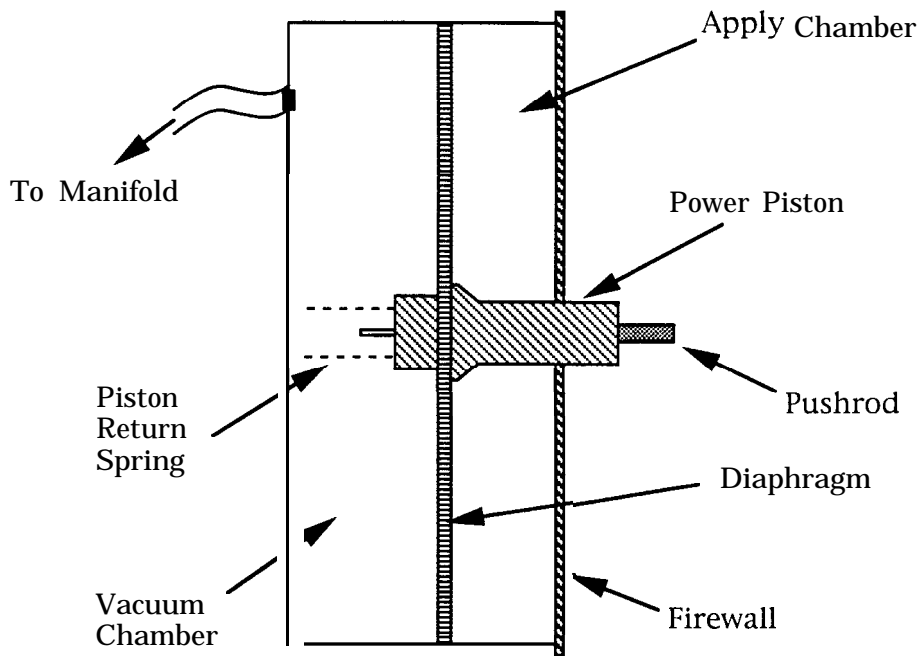 Apply Chamber
To Manifold
Power Piston
Piston
Return
Spring
Pushrod
Diaphragm
Vacuum
Chamber
Firewall